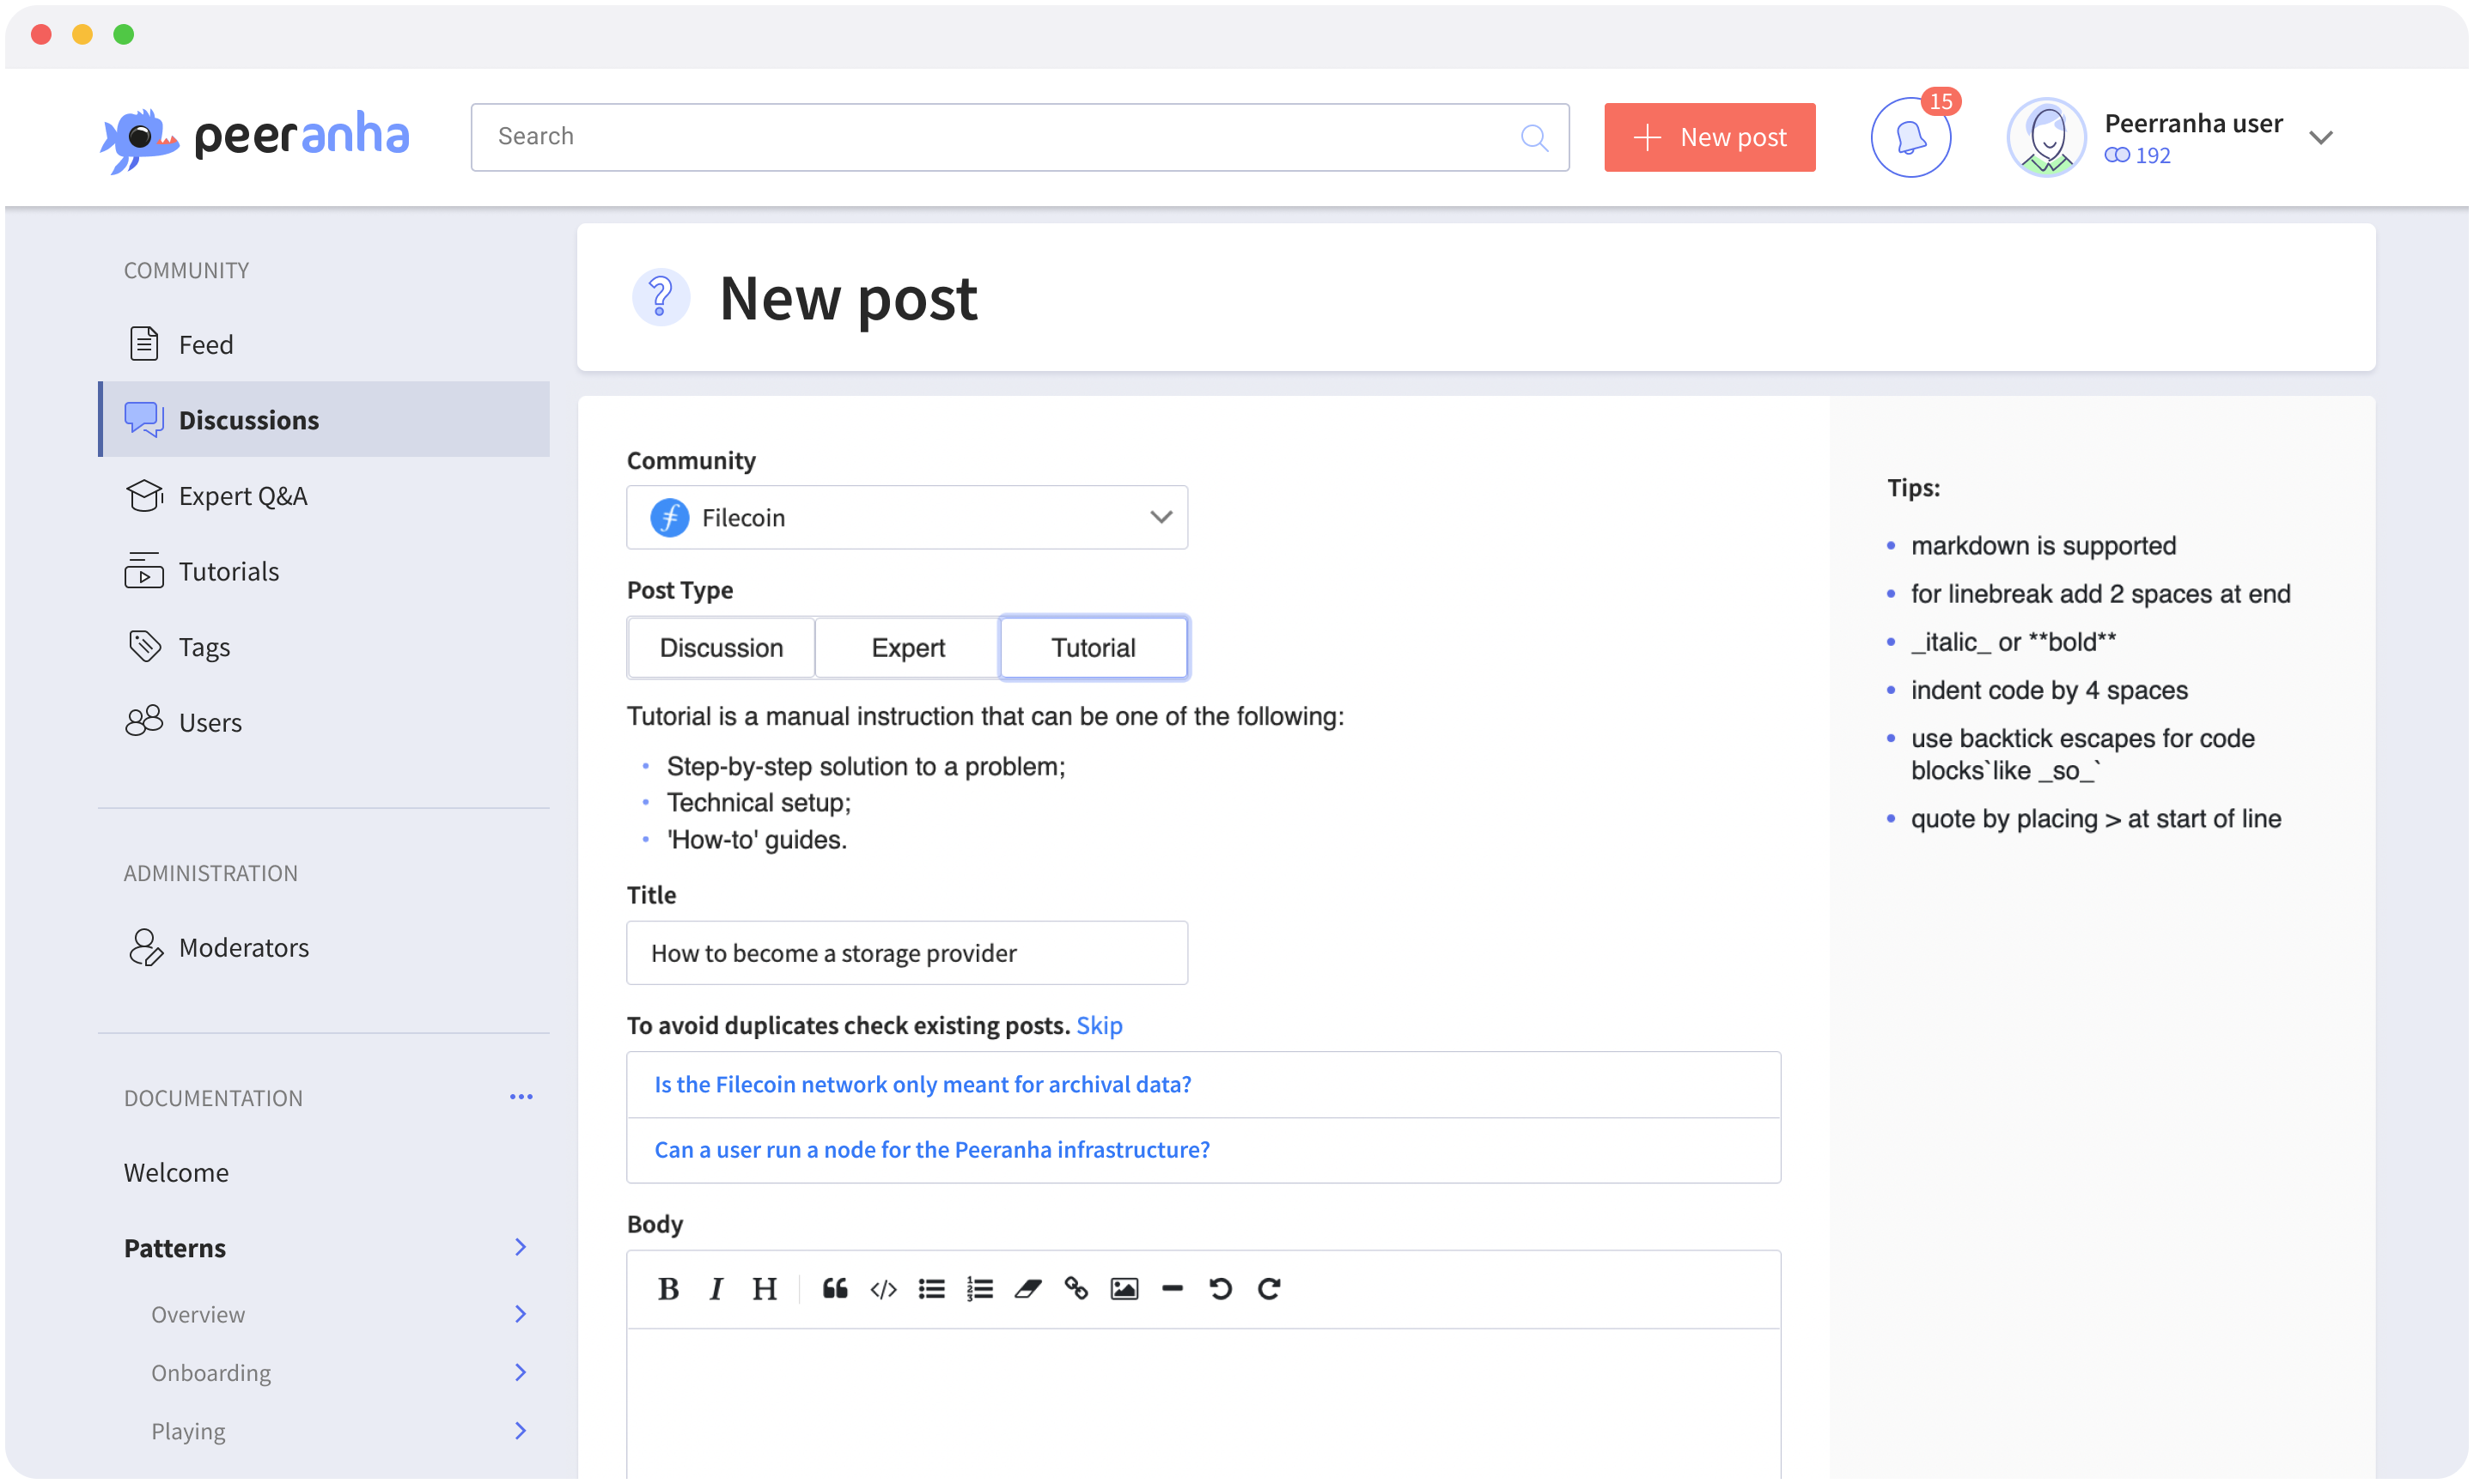 peeranha
Search
New post
15
Peerranha user
192
COMMUNITY
Feed
Discussions
Expert Q&A
Tutorials
Tags
Users
ADMINISTRATION
Moderators
DOCUMENTATION
Welcome
Patterns
Overview
Onboarding
Playing
New post
Community
Filecoin
Post Type
Discussion
Expert
Tutorial
Tutorial is a manual instruction that can be one of the following:
Step-by-step solution to a problem;
Technical setup;
'How-to' guides.
Title
How to become a storage provider
To avoid duplicates check existing posts. Skip
Is the Filecoin network only meant for archival data?
Can a user run a node for the Peeranha infrastructure?
Body
B I H
Tips:
markdown is supported
for linebreak add 2 spaces at end
_italic_ or **bold**
indent code by 4 spaces
use backtick escapes for code
blocks`like _so_`
quote by placing > at start of line